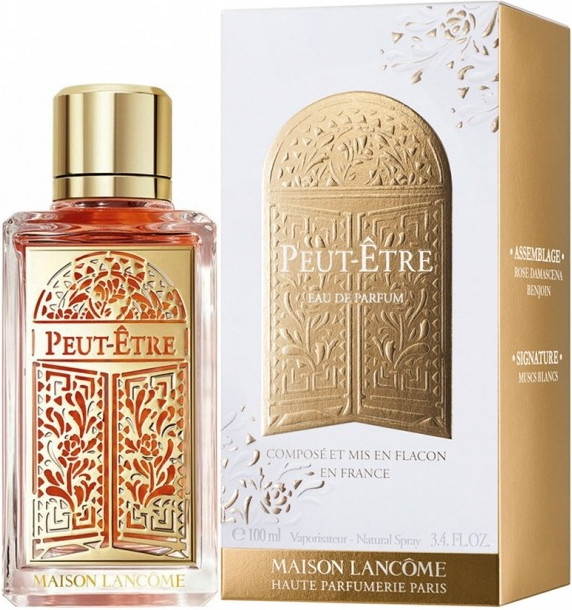 PEUT-ÊTRE
MAISON LANCÔME
PEUT-ÊTRE
EAU DE PARFUM
COMPOSÉ ET MIS EN FLACON
EN FRANCE
℮ 100 ml Vaporisateur - Natural Spray 3.4. FL.OZ.
MAISON LANCÔME
HAUTE PARFUMERIE PARIS
• ASSEMBLAGE •
ROSE DAMASCENA
BENJOIN
• SIGNATURE •
MUSCS BLANCS